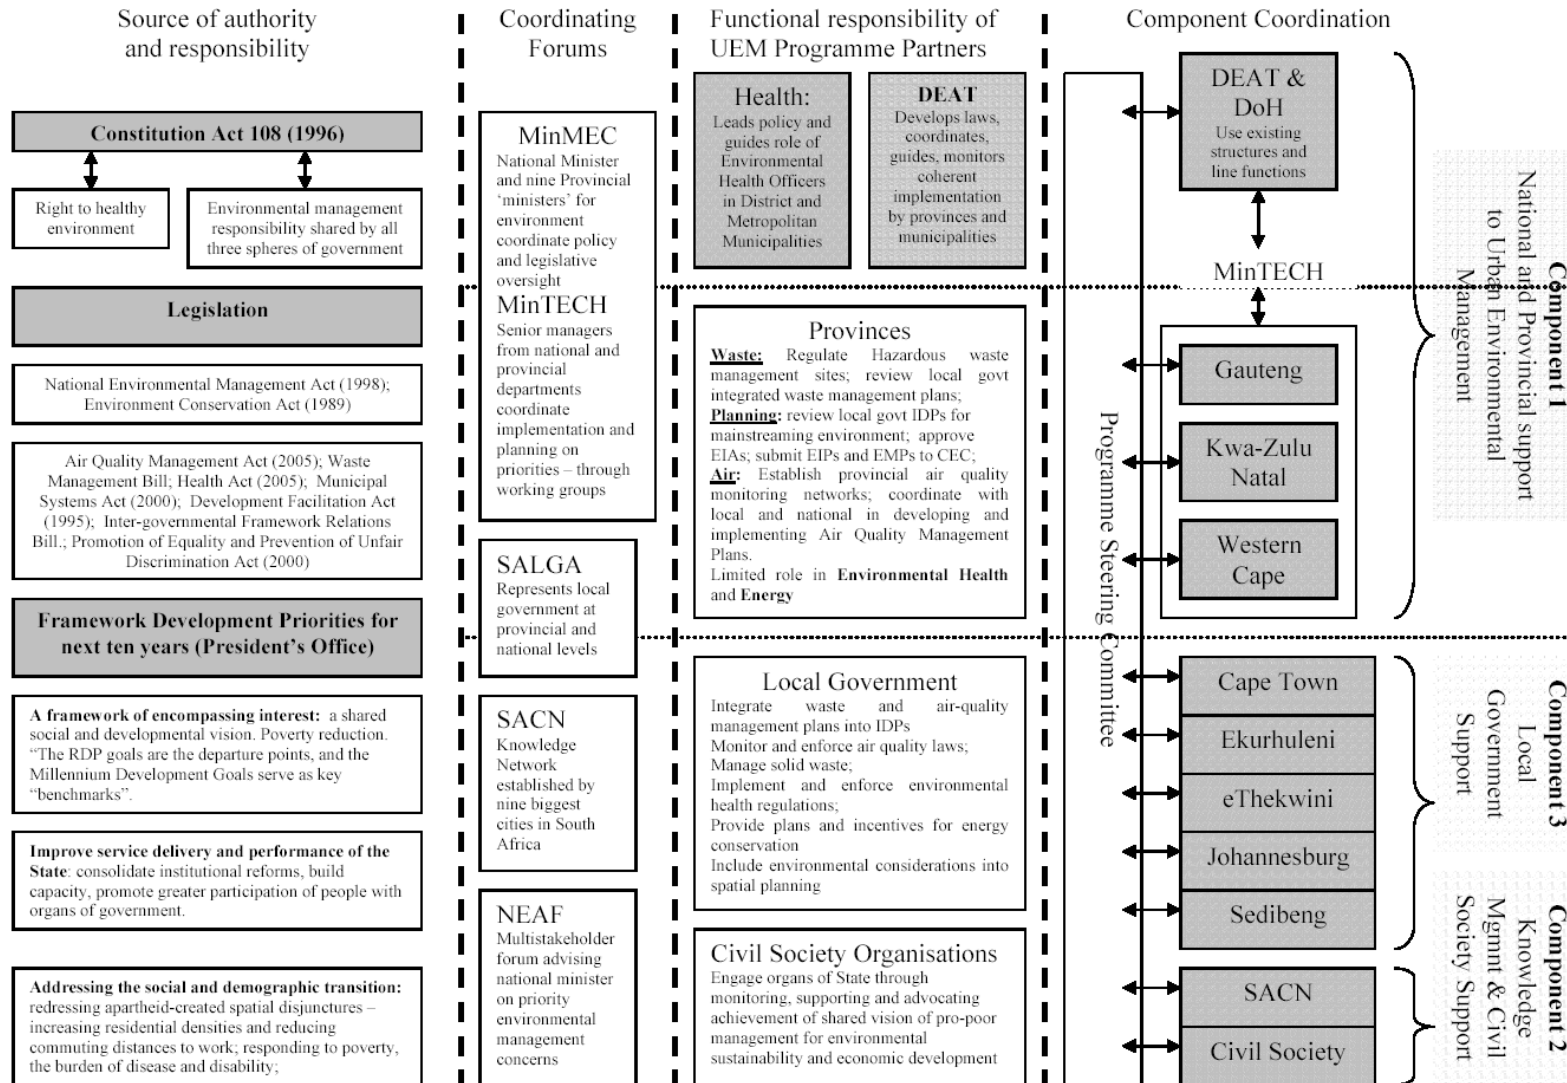 Source of authority
and responsibility
Constitution Act 108 (1996)
Right to healthy
environment
Environmental management
responsibility shared by all
three spheres of government
Legislation
National Environmental Management Act (1998);
Environment Conservation Act (1989)
Air Quality Management Act (2005); Waste
Management Bill; Health Act (2005);  Municipal
Systems Act (2000);  Development Facilitation Act
(1995);  Inter-governmental Framework Relations
Bill.; Promotion of Equality and Prevention of Unfair
Discrimination Act (2000)
Framework Development Priorities for
next ten years (President's Office)
A framework of encompassing interest:  a shared
social and developmental vision. Poverty reduction.
"The RDP goals are the departure points, and the
Millennium Development Goals serve as key
"benchmarks".
Improve service delivery and performance of the
State: consolidate institutional reforms, build
capacity, promote greater participation of people with
organs of government.
Addressing the social and demographic transition:
redressing apartheid-created spatial disjunctures –
increasing residential densities and reducing
commuting distances to work; responding to poverty,
the burden of disease and disability;
Coordinating
Forums
MinMEC
National Minister
and nine Provincial
'ministers' for
environment
coordinate policy
and legislative
oversight
MinTECH
Senior managers
from national and
provincial
departments
coordinate
implementation and
planning on
priorities – through
working groups
SALGA
Represents local
government at
provincial and
national levels
SACN
Knowledge
Network
established by
nine biggest
cities in South
Africa
NEAF
Multistakeholder
forum advising
national minister
on priority
environmental
management
concerns
Functional responsibility of
UEM Programme Partners
Health:
Leads policy and
guides role of
Environmental
Health Officers
in District and
Metropolitan
Municipalities
DEAT
Develops laws,
coordinates,
guides, monitors
coherent
implementation
by provinces and
municipalities
Provinces
Waste: Regulate Hazardous waste
management sites; review local govt
integrated waste management plans;
Planning: review local govt IDPs for
mainstreaming environment;  approve
EIAs; submit EIPs and EMPs to CEC;
Air: Establish provincial air quality
monitoring networks; coordinate with
local and national in developing and
implementing Air Quality Management
Plans.
Limited role in Environmental Health
and Energy
Local Government
Integrate waste and air-quality
management plans into IDPs
Monitor and enforce air quality laws;
Manage solid waste;
Implement and enforce environmental
health regulations;
Provide plans and incentives for energy
conservation
Include environmental considerations into
spatial planning
Civil Society Organisations
Engage organs of State through
monitoring, supporting and advocating
achievement of shared vision of pro-poor
management for environmental
sustainability and economic development
Component Coordination
Programme Steering Committee
DEAT &
DoH
Use existing
structures and
line functions
MinTECH
Gauteng
Kwa-Zulu
Natal
Western
Cape
Cape Town
Ekurhuleni
eThekwini
Johannesburg
Sedibeng
SACN
Civil Society
Component 1
National and Provincial support
to Urban Environmental
Management
Component 3
Local
Government
Support
Component 2
Knowledge
Mgmt & Civil
Society Support